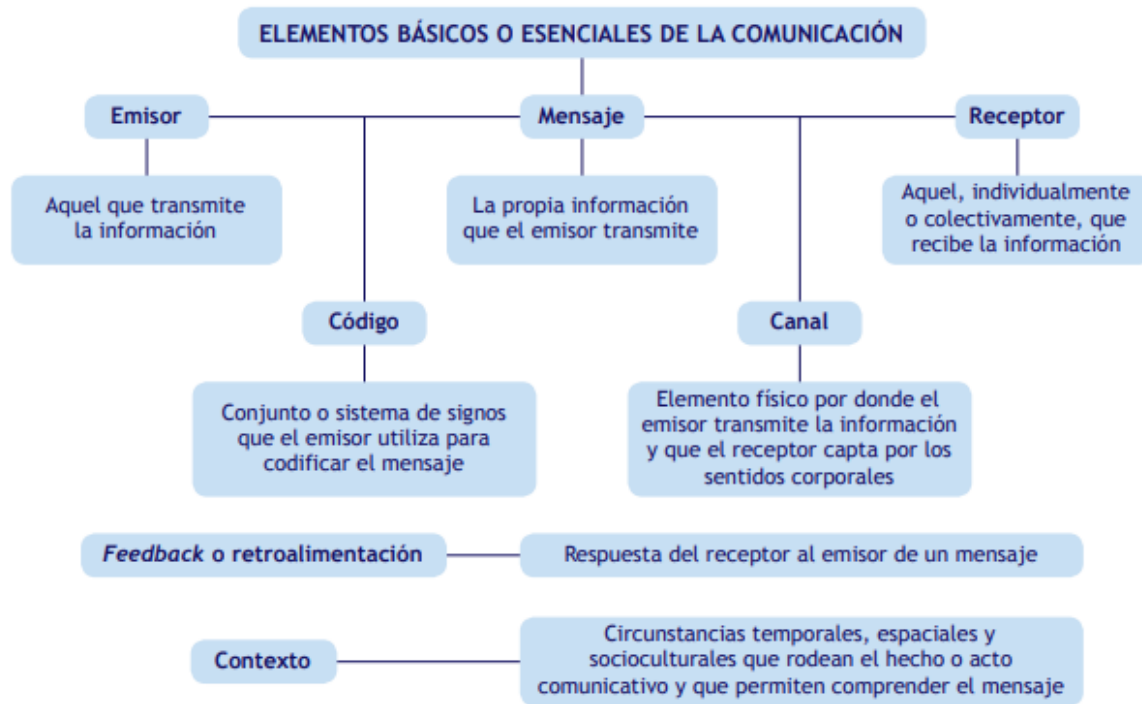 ELEMENTOS BÁSICOS O ESENCIALES DE LA COMUNICACIÓN
Emisor
Mensaje
Receptor
Aquel que transmite
la información
La propia información
que el emisor transmite
Aquel, individualmente
o colectivamente, que
recibe la información
Código
Canal
Conjunto o sistema de signos
que el emisor utiliza para
codificar el mensaje
Elemento físico por donde el
emisor transmite la información
y que el receptor capta por los
sentidos corporales
Feedback o retroalimentación
Respuesta del receptor al emisor de un mensaje
Contexto
Circunstancias temporales, espaciales y
socioculturales que rodean el hecho o acto
comunicativo y que permiten comprender el mensaje